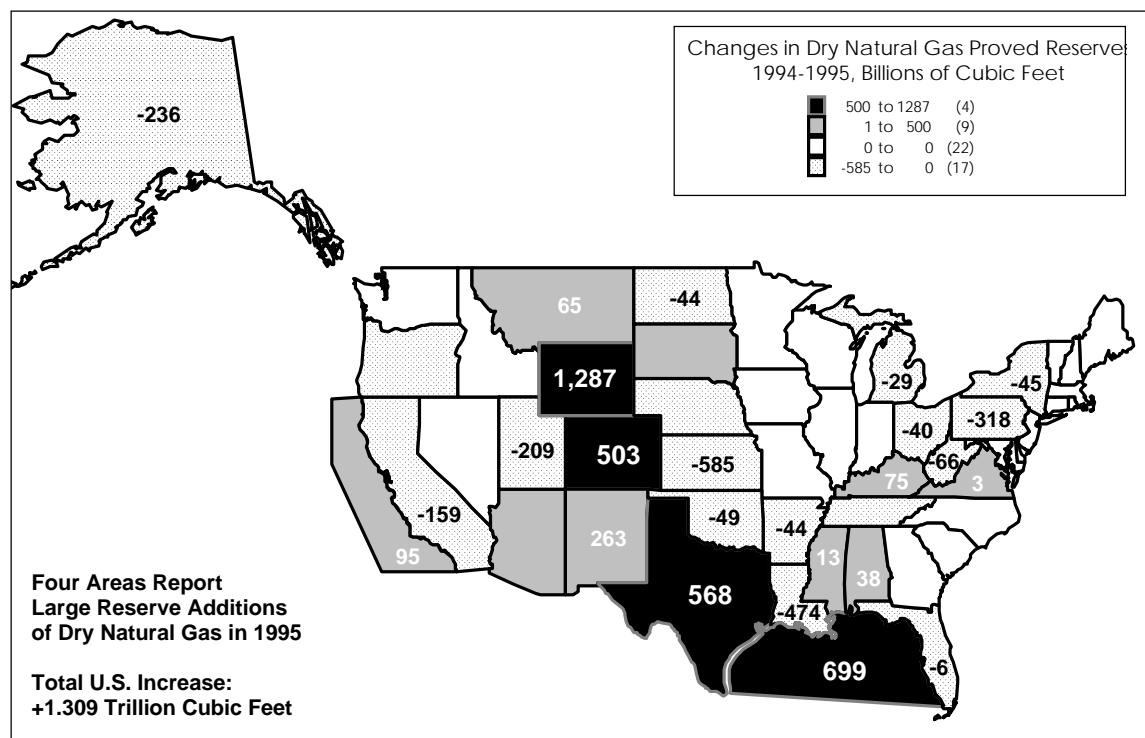 Changes in Dry Natural Gas Proved Reserve
1994-1995, Billions of Cubic Feet
500 to 1287 (4)
1 to 500 (9)
0 to 0 (22)
-585 to 0 (17)
-236
65
-44
1,287
-29
-45
-318
-40
-209
503
-585
-66
75
3
-159
-49
-44
263
95
13
38
568
-474
699
-6
Four Areas Report
Large Reserve Additions
of Dry Natural Gas in 1995
Total U.S. Increase:
+1.309 Trillion Cubic Feet